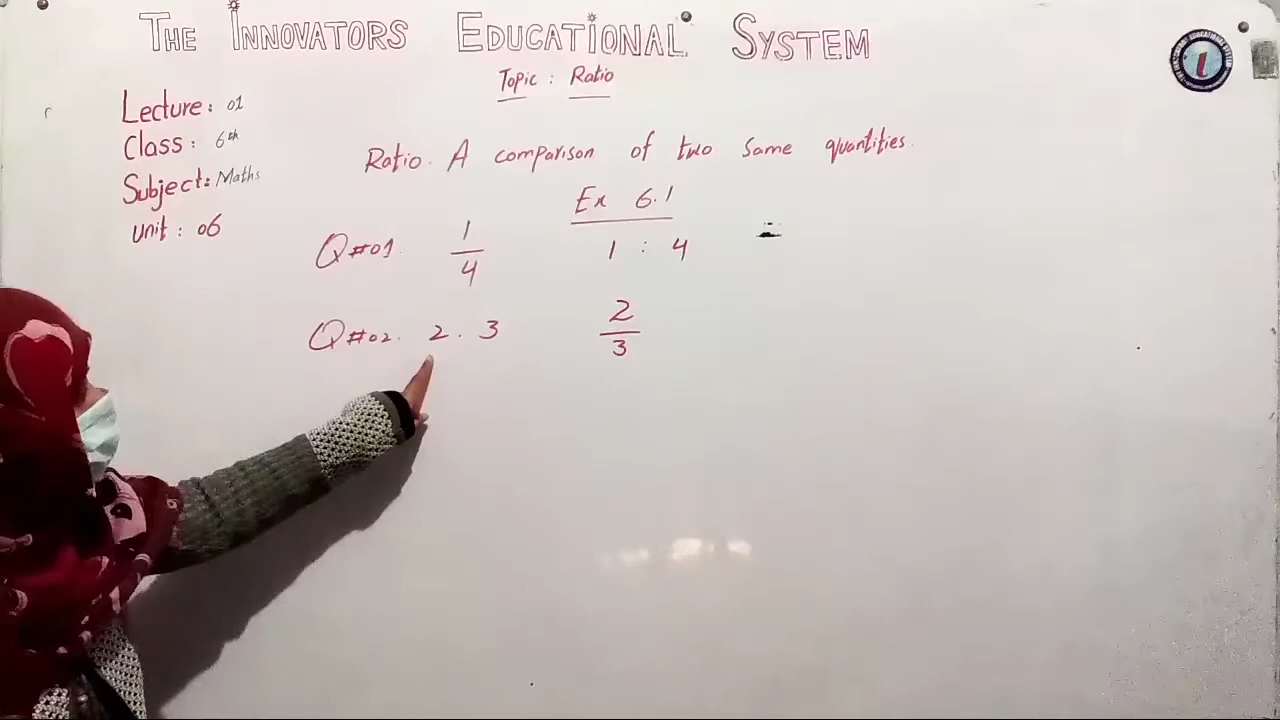 THE INNOVATORS EDUCATIONAL SYSTEM
Topic : Ratio
Lecture: 01
Class: 6th
Subject: Maths
Unit: 06
Ratio. A comparison of two same quantities.
Ex 6.1
Q#01. 1/4 1 : 4
Q#02. 2 . 3 2/3